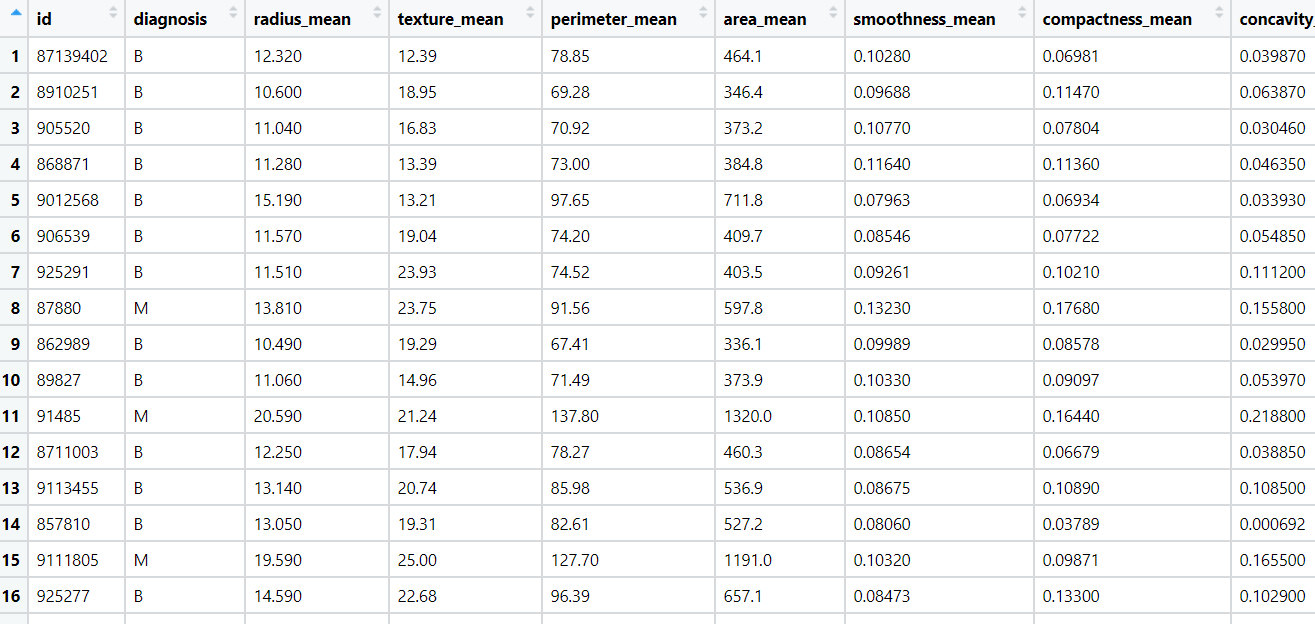 id diagnosis radius_mean texture_mean perimeter_mean area_mean smoothness_mean compactness_mean concavity_
1 87139402 B 12.320 12.39 78.85 464.1 0.10280 0.06981 0.039870
2 8910251 B 10.600 18.95 69.28 346.4 0.09688 0.11470 0.063870
3 905520 B 11.040 16.83 70.92 373.2 0.10770 0.07804 0.030460
4 868871 B 11.280 13.39 73.00 384.8 0.11640 0.11360 0.046350
5 9012568 B 15.190 13.21 97.65 711.8 0.07963 0.06934 0.033930
6 906539 B 11.570 19.04 74.20 409.7 0.08546 0.07722 0.054850
7 925291 B 11.510 23.93 74.52 403.5 0.09261 0.10210 0.111200
8 87880 M 13.810 23.75 91.56 597.8 0.13230 0.17680 0.155800
9 862989 B 10.490 19.29 67.41 336.1 0.09989 0.08578 0.029950
10 89827 B 11.060 14.96 71.49 373.9 0.10330 0.09097 0.053970
11 91485 M 20.590 21.24 137.80 1320.0 0.10850 0.16440 0.218800
12 8711003 B 12.250 17.94 78.27 460.3 0.08654 0.06679 0.038850
13 9113455 B 13.140 20.74 85.98 536.9 0.08675 0.10890 0.108500
14 857810 B 13.050 19.31 82.61 527.2 0.08060 0.03789 0.000692
15 9111805 M 19.590 25.00 127.70 1191.0 0.10320 0.09871 0.165500
16 925277 B 14.590 22.68 96.39 657.1 0.08473 0.13300 0.102900